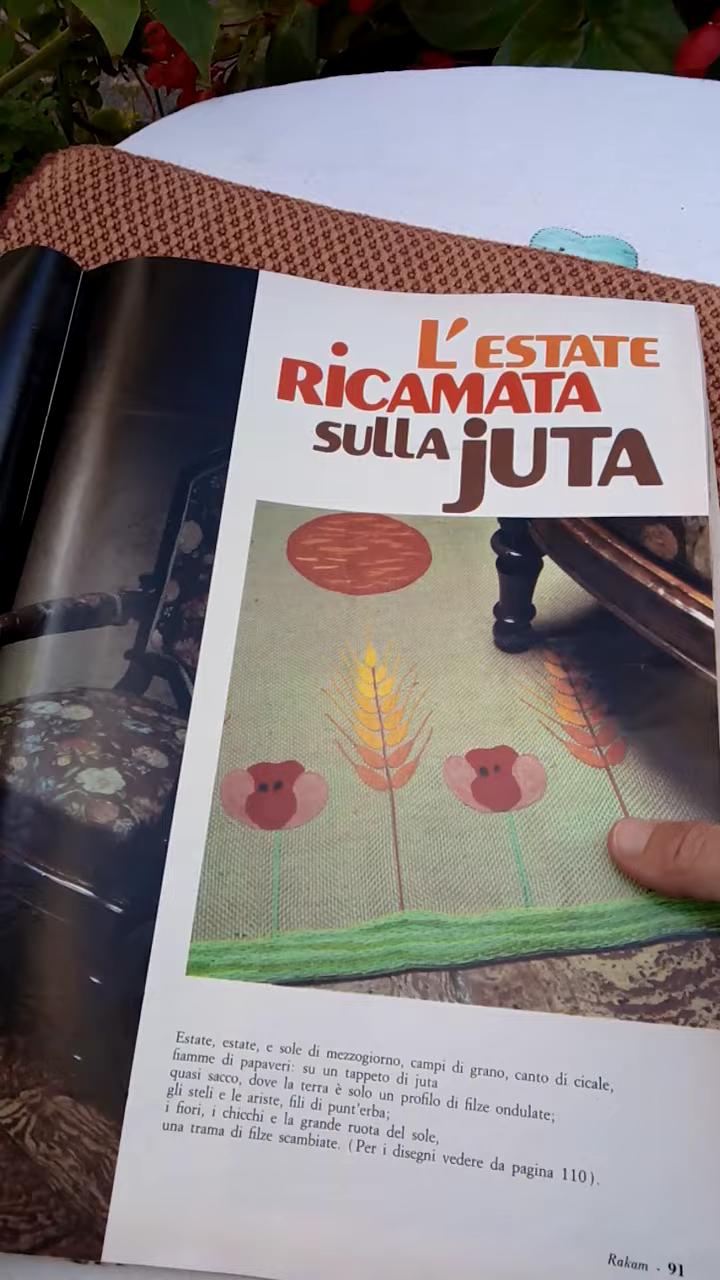 L'ESTATE
RICAMATA
SULLA JUTA
Estate, estate, e sole di mezzogiorno, campi di grano, canto di cicale,
fiamme di papaveri: su un tappeto di juta
quasi sacco, dove la terra è solo un profilo di filze ondulate;
gli steli e le ariste, fili di punt'erba;
i fiori, i chicchi e la grande ruota del sole,
una trama di filze scambiate. (Per i disegni vedere da pagina 110).
Rakam - 91